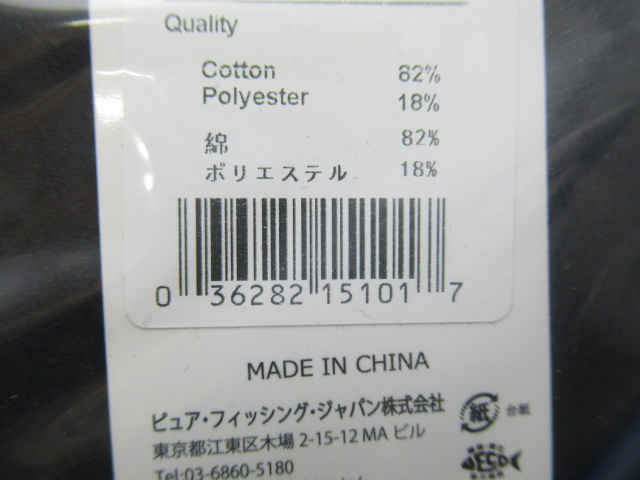 Quality
Cotton 82%
Polyester 18%
綿 82%
ポリエステル 18%
0 36282 15101 7
MADE IN CHINA
ピュア・フィッシング・ジャパン株式会社
紙 台紙
東京都江東区木場 2-15-12 MA ビル
Tel:03-6860-5180
ECO